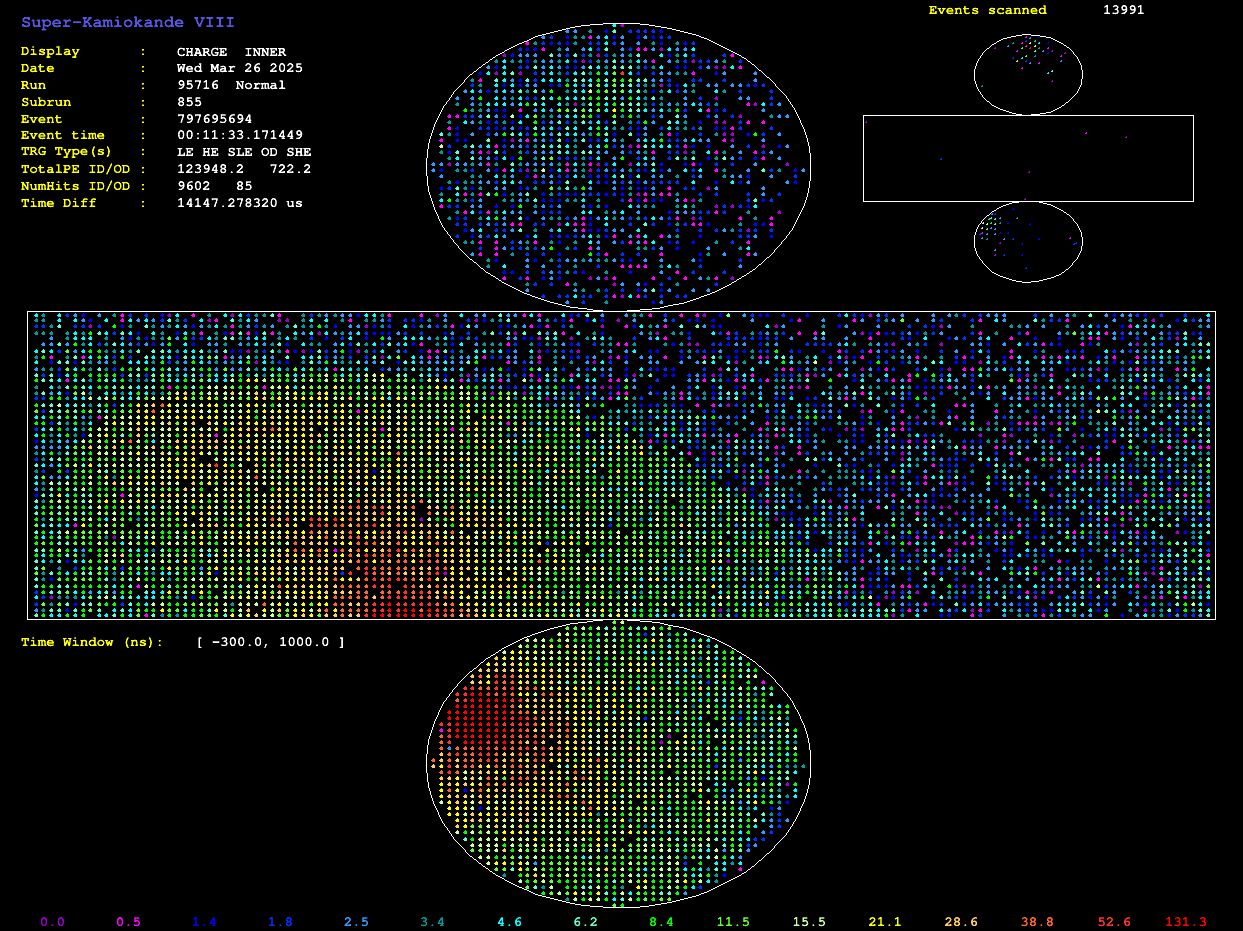 Super-Kamiokande VIII
Events scanned 13991
Display : CHARGE INNER
Date : Wed Mar 26 2025
Run : 95716 Normal
Subrun : 855
Event : 797695694
Event time : 00:11:33.171449
TRG Type(s) : LE HE SLE OD SHE
TotalPE ID/OD : 123948.2 722.2
NumHits ID/OD : 9602 85
Time Diff : 14147.278320 us
Time Window (ns): [ -300.0, 1000.0 ]
0.0 0.5 1.4 1.8 2.5 3.4 4.6 6.2 8.4 11.5 15.5 21.1 28.6 38.8 52.6 131.3